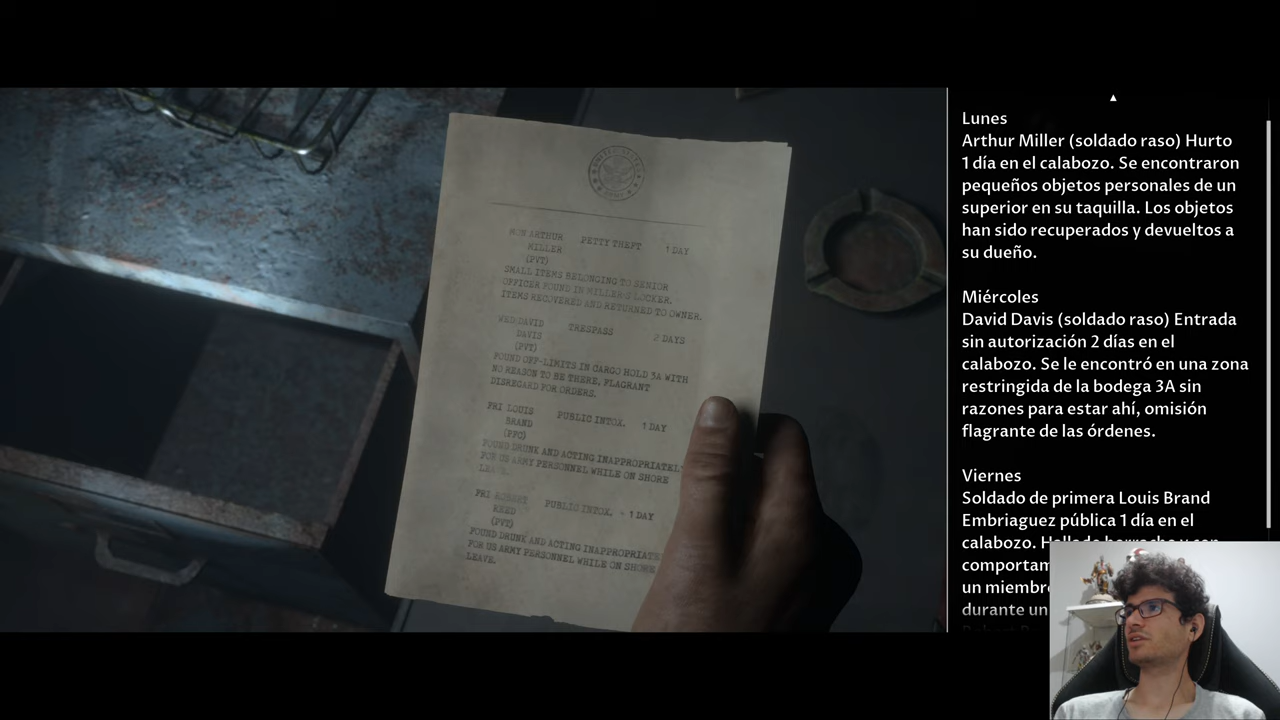 UNITED STATES
ARMY
MON ARTHUR PETTY THEFT 1 DAY
MILLER
(PVT)
SMALL ITEMS BELONGING TO SENIOR
OFFICER FOUND IN MILLER'S LOCKER.
ITEMS RECOVERED AND RETURNED TO OWNER.
WED DAVID TRESPASS 2 DAYS
DAVIS
(PVT)
FOUND OFF-LIMITS IN CARGO HOLD 3A WITH
NO REASON TO BE THERE, FLAGRANT
DISREGARD FOR ORDERS.
FRI LOUIS PUBLIC INTOX. 1 DAY
BRAND
(PFC)
FOUND DRUNK AND ACTING INAPPROPRIATELY
FOR US ARMY PERSONNEL WHILE ON SHORE
LEAVE.
FRI ROBERT PUBLIC INTOX. - 1 DAY
REED
(PVT)
FOUND DRUNK AND ACTING INAPPROPRIATE
FOR US ARMY PERSONNEL WHILE ON SHORE
LEAVE.
Lunes
Arthur Miller (soldado raso) Hurto
1 día en el calabozo. Se encontraron
pequeños objetos personales de un
superior en su taquilla. Los objetos
han sido recuperados y devueltos a
su dueño.
Miércoles
David Davis (soldado raso) Entrada
sin autorización 2 días en el
calabozo. Se le encontró en una zona
restringida de la bodega 3A sin
razones para estar ahí, omisión
flagrante de las órdenes.
Viernes
Soldado de primera Louis Brand
Embriaguez pública 1 día en el
calabozo. Hallado borracho y con
comportam
un miembro
durante un